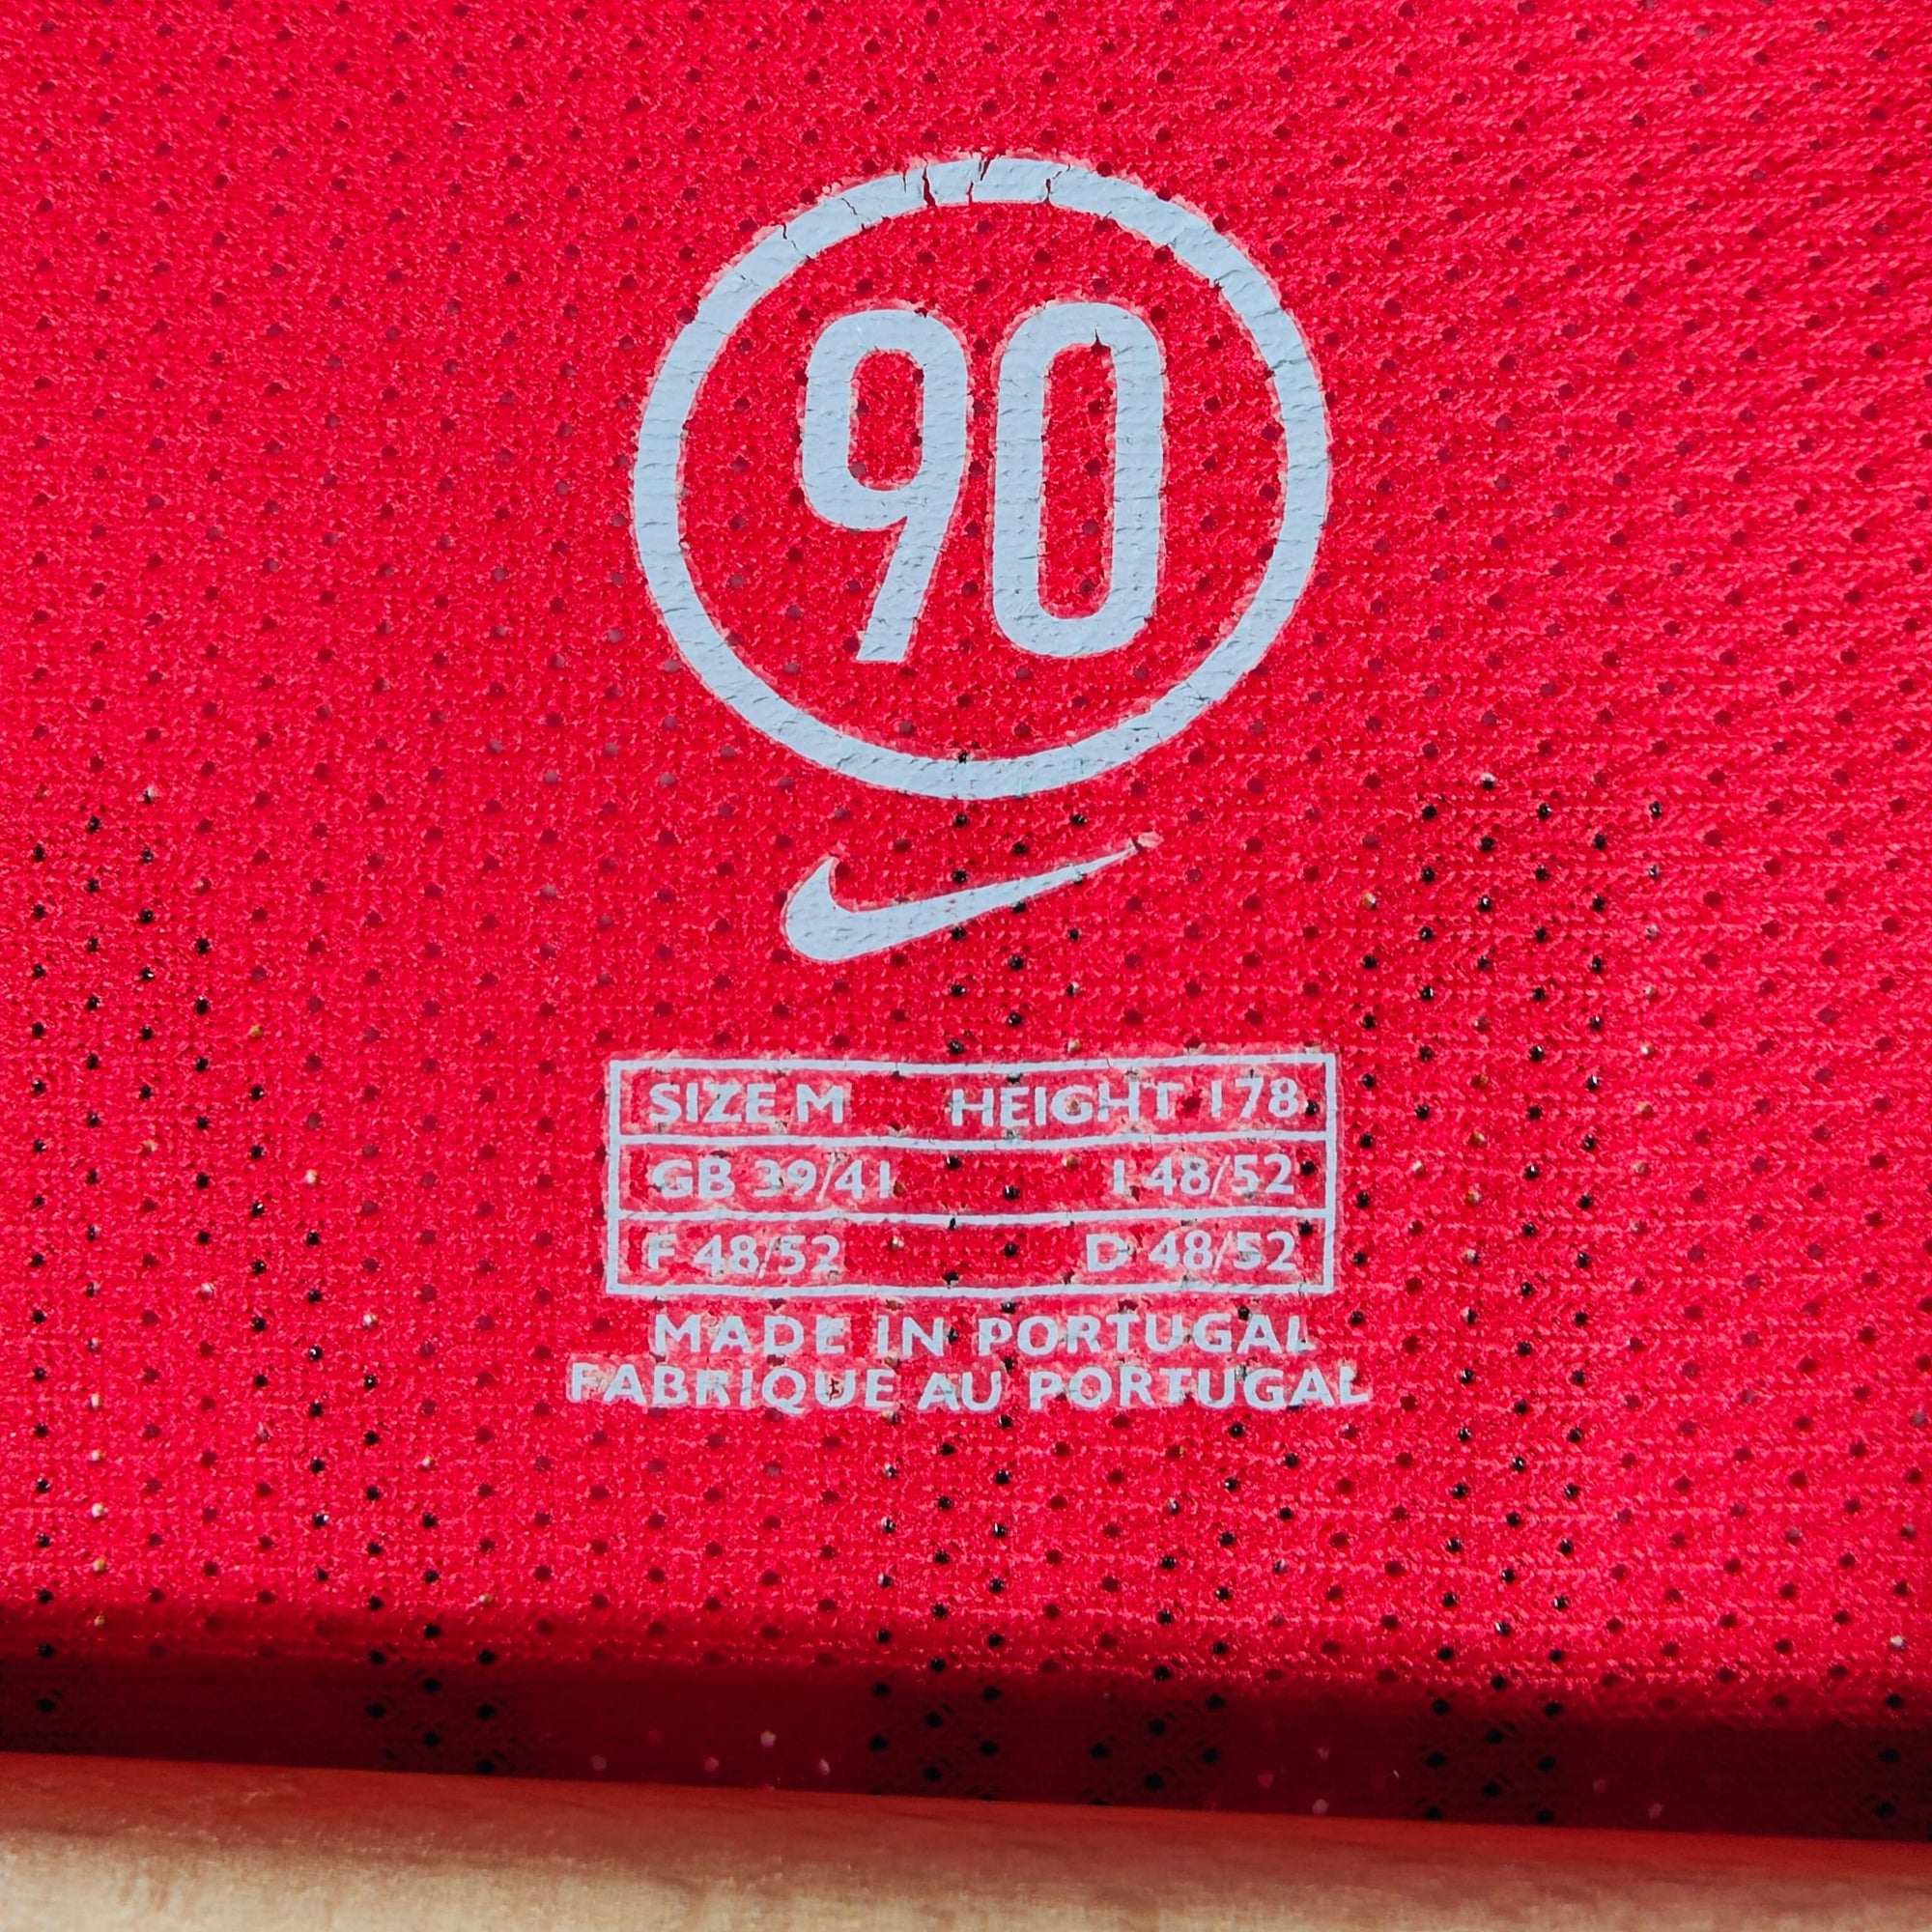 90
SIZE M HEIGHT 178
GB 39/41 I 48/52
F 48/52 D 48/52
MADE IN PORTUGAL
FABRIQUE AU PORTUGAL